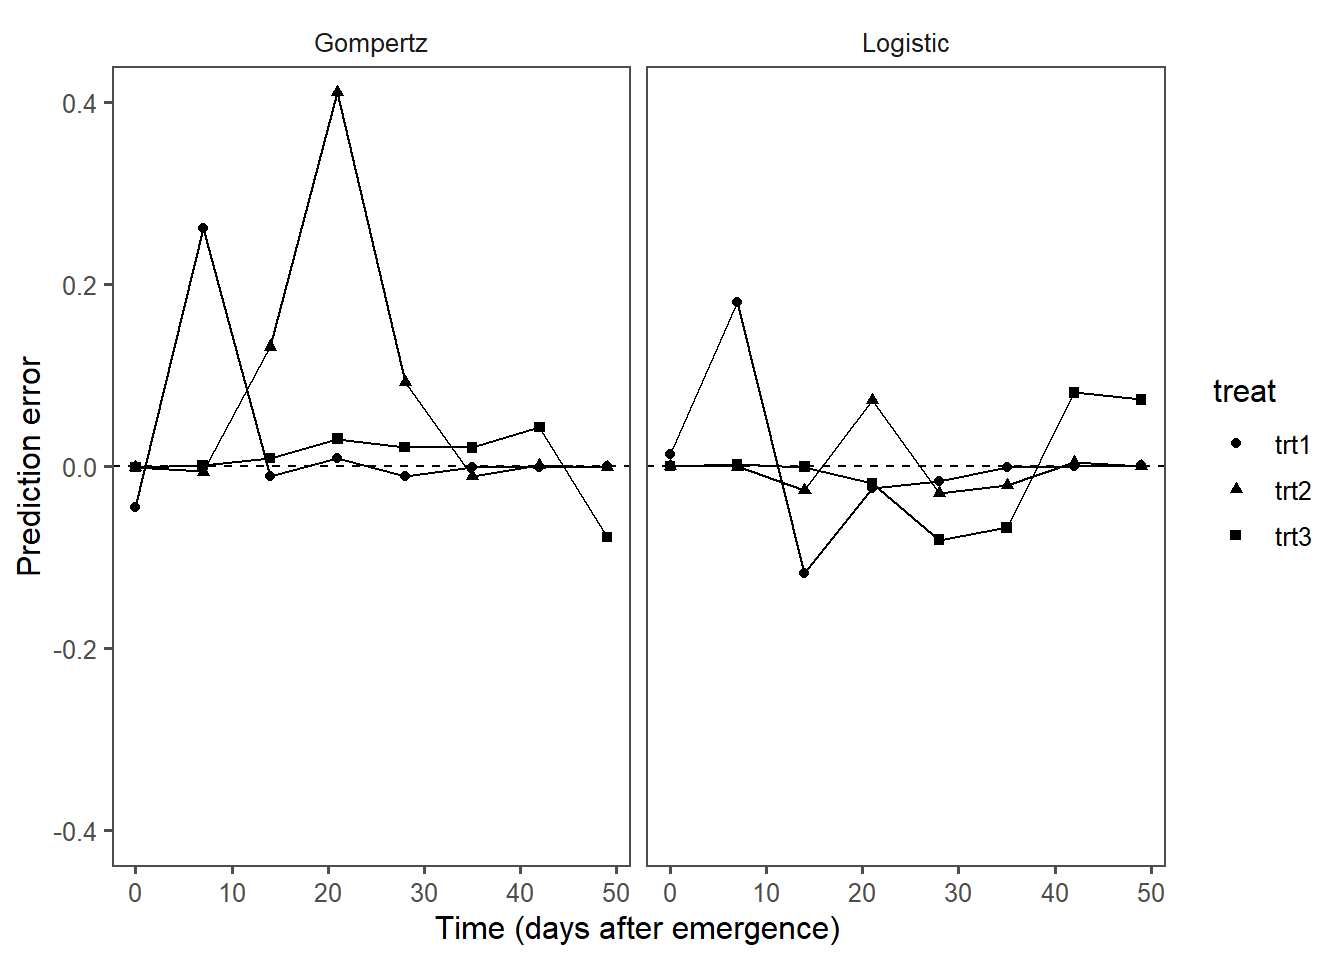 Gompertz
Logistic
0.4
0.2
0.0
-0.2
-0.4
Prediction error
0 10 20 30 40 50
0 10 20 30 40 50
Time (days after emergence)
treat
trt1
trt2
trt3